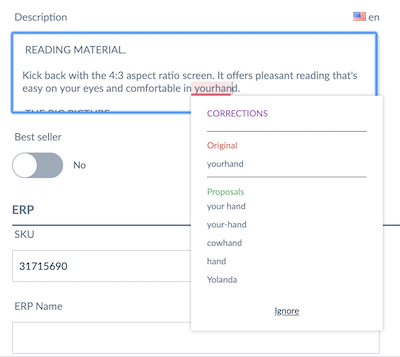 Description
en
READING MATERIAL.
Kick back with the 4:3 aspect ratio screen. It offers pleasant reading that's
easy on your eyes and comfortable in yourhand.
THE BIG PICTURE
CORRECTIONS
Original
yourhand
Proposals
your hand
your-hand
cowhand
hand
Yolanda
Ignore
Best seller
No
ERP
SKU
31715690
ERP Name